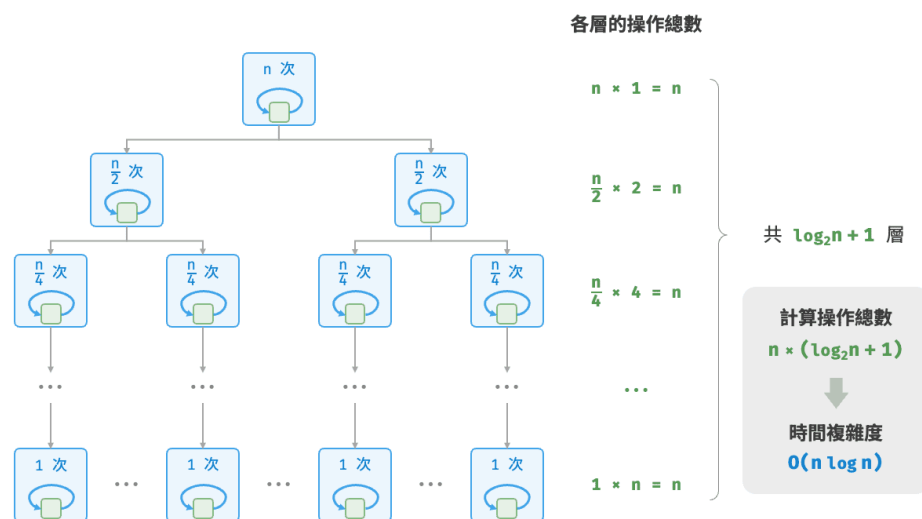 各層的操作總數
n 次
n × 1 = n
n/2 次
n/2 次
n/2 × 2 = n
共 log₂n + 1 層
n/4 次
n/4 次
n/4 次
n/4 次
n/4 × 4 = n
計算操作總數
n × (log₂n + 1)
...
...
...
...
...
時間複雜度
O(n log n)
1 次
...
1 次
...
1 次
...
1 次
1 × n = n